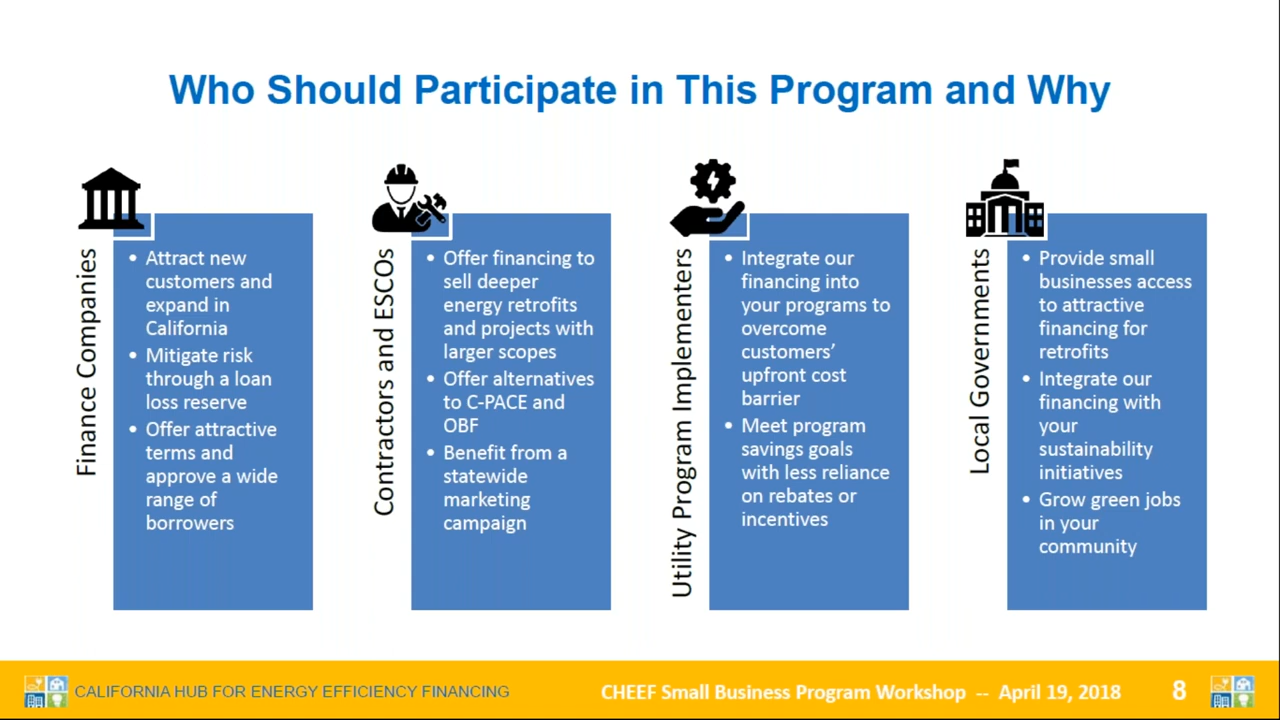 Who Should Participate in This Program and Why
Finance Companies
• Attract new
customers and
expand in
California
• Mitigate risk
through a loan
loss reserve
• Offer attractive
terms and
approve a wide
range of
borrowers
Contractors and ESCOs
• Offer financing to
sell deeper
energy retrofits
and projects with
larger scopes
• Offer alternatives
to C-PACE and
OBF
• Benefit from a
statewide
marketing
campaign
Utility Program Implementers
• Integrate our
financing into
your programs to
overcome
customers’
upfront cost
barrier
• Meet program
savings goals
with less reliance
on rebates or
incentives
Local Governments
• Provide small
businesses access
to attractive
financing for
retrofits
• Integrate our
financing with
your
sustainability
initiatives
• Grow green jobs
in your
community
CALIFORNIA HUB FOR ENERGY EFFICIENCY FINANCING
CHEEF Small Business Program Workshop -- April 19, 2018
8